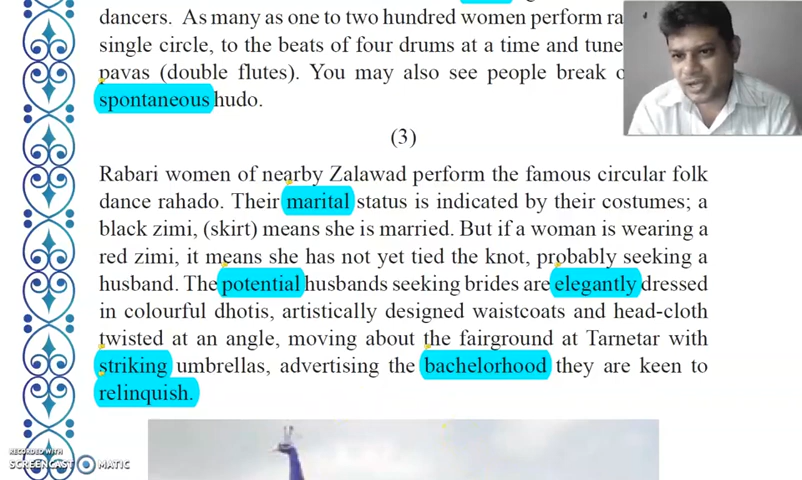 dancers. As many as one to two hundred women perform
single circle, to the beats of four drums at a time and tune
pavas (double flutes). You may also see people break
spontaneous hudo.
(3)
Rabari women of nearby Zalawad perform the famous circular folk
dance rahado. Their marital status is indicated by their costumes; a
black zimi, (skirt) means she is married. But if a woman is wearing a
red zimi, it means she has not yet tied the knot, probably seeking a
husband. The potential husbands seeking brides are elegantly dressed
in colourful dhotis, artistically designed waistcoats and head-cloth
twisted at an angle, moving about the fairground at Tarnetar with
striking umbrellas, advertising the bachelorhood they are keen to
relinquish.
RECORDED WITH
SCREENCAST MATIC